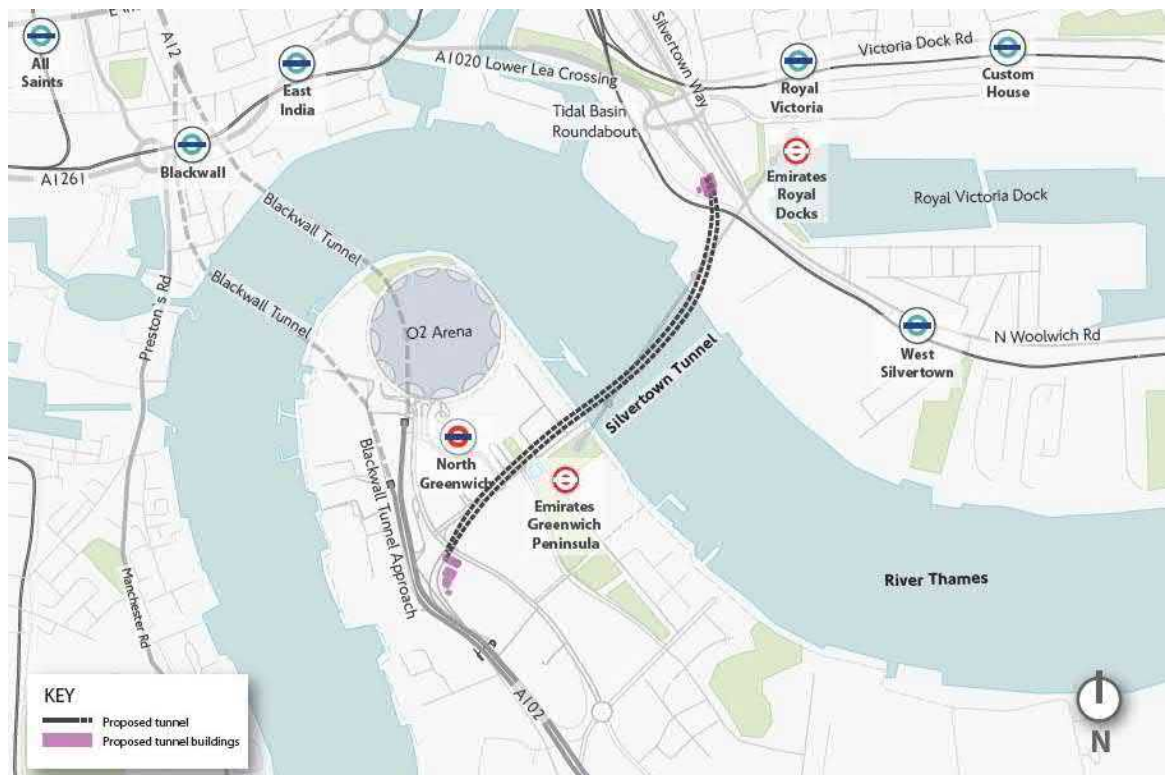 All
Saints
A12
East
India
A1020 Lower Lea Crossing
Silvertown Way
Tidal Basin
Roundabout
Royal
Victoria
Victoria Dock Rd
Custom
House
Blackwall
A1261
Emirates
Royal
Docks
Royal Victoria Dock
Blackwall Tunnel
Blackwall Tunnel
Preston's Rd
O2 Arena
West
Silvertown
N Woolwich Rd
Silvertown Tunnel
North
Greenwich
Emirates
Greenwich
Peninsula
Blackwall Tunnel Approach
River Thames
Manchester Rd
A102
KEY
Proposed tunnel
Proposed tunnel buildings
N